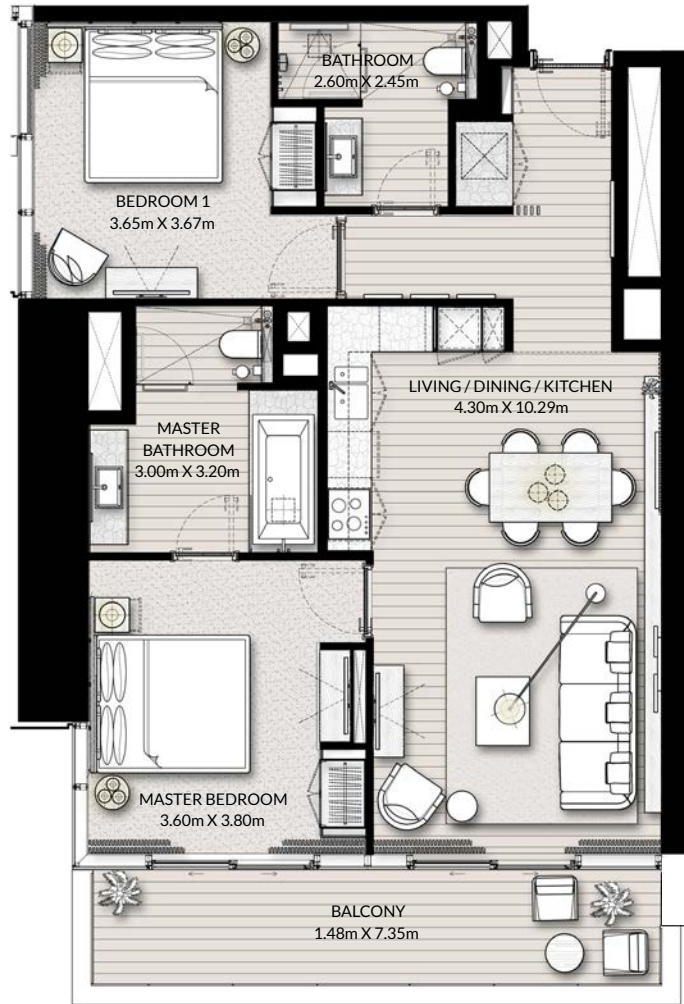 BATHROOM
2.60m X 2.45m
BEDROOM 1
3.65m X 3.67m
LIVING / DINING / KITCHEN
4.30m X 10.29m
MASTER
BATHROOM
3.00m X 3.20m
MASTER BEDROOM
3.60m X 3.80m
BALCONY
1.48m X 7.35m